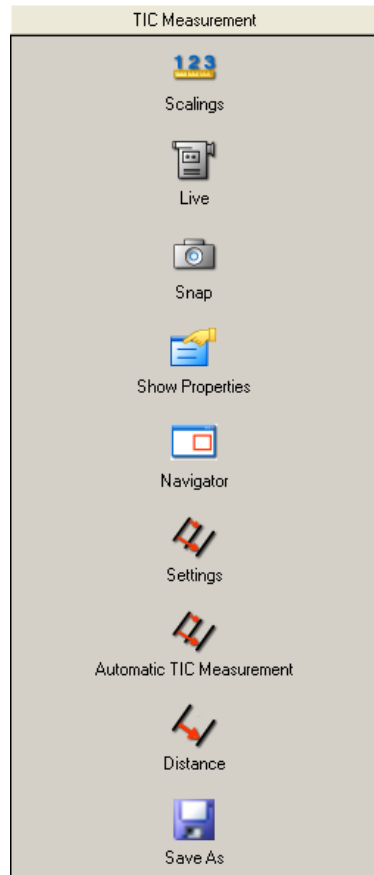 TIC Measurement
123
Scalings
Live
Snap
Show Properties
Navigator
Settings
Automatic TIC Measurement
Distance
Save As